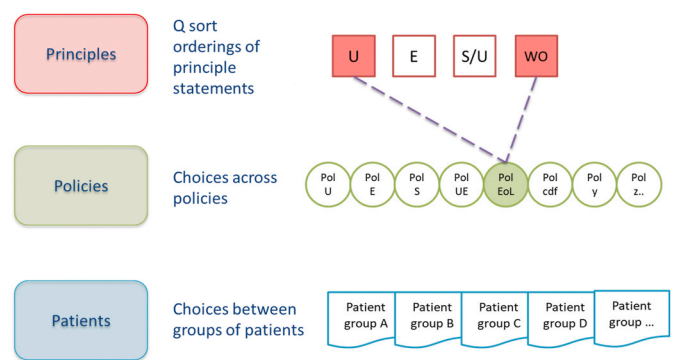 Principles
Q sort
orderings of
principle
statements
U
E
S/U
WO
Policies
Choices across
policies
Pol
U
Pol
E
Pol
S
Pol
UE
Pol
EoL
Pol
cdf
Pol
y
Pol
z..
Patients
Choices between
groups of patients
Patient
group A
Patient
group B
Patient
group C
Patient
group D
Patient
group ...